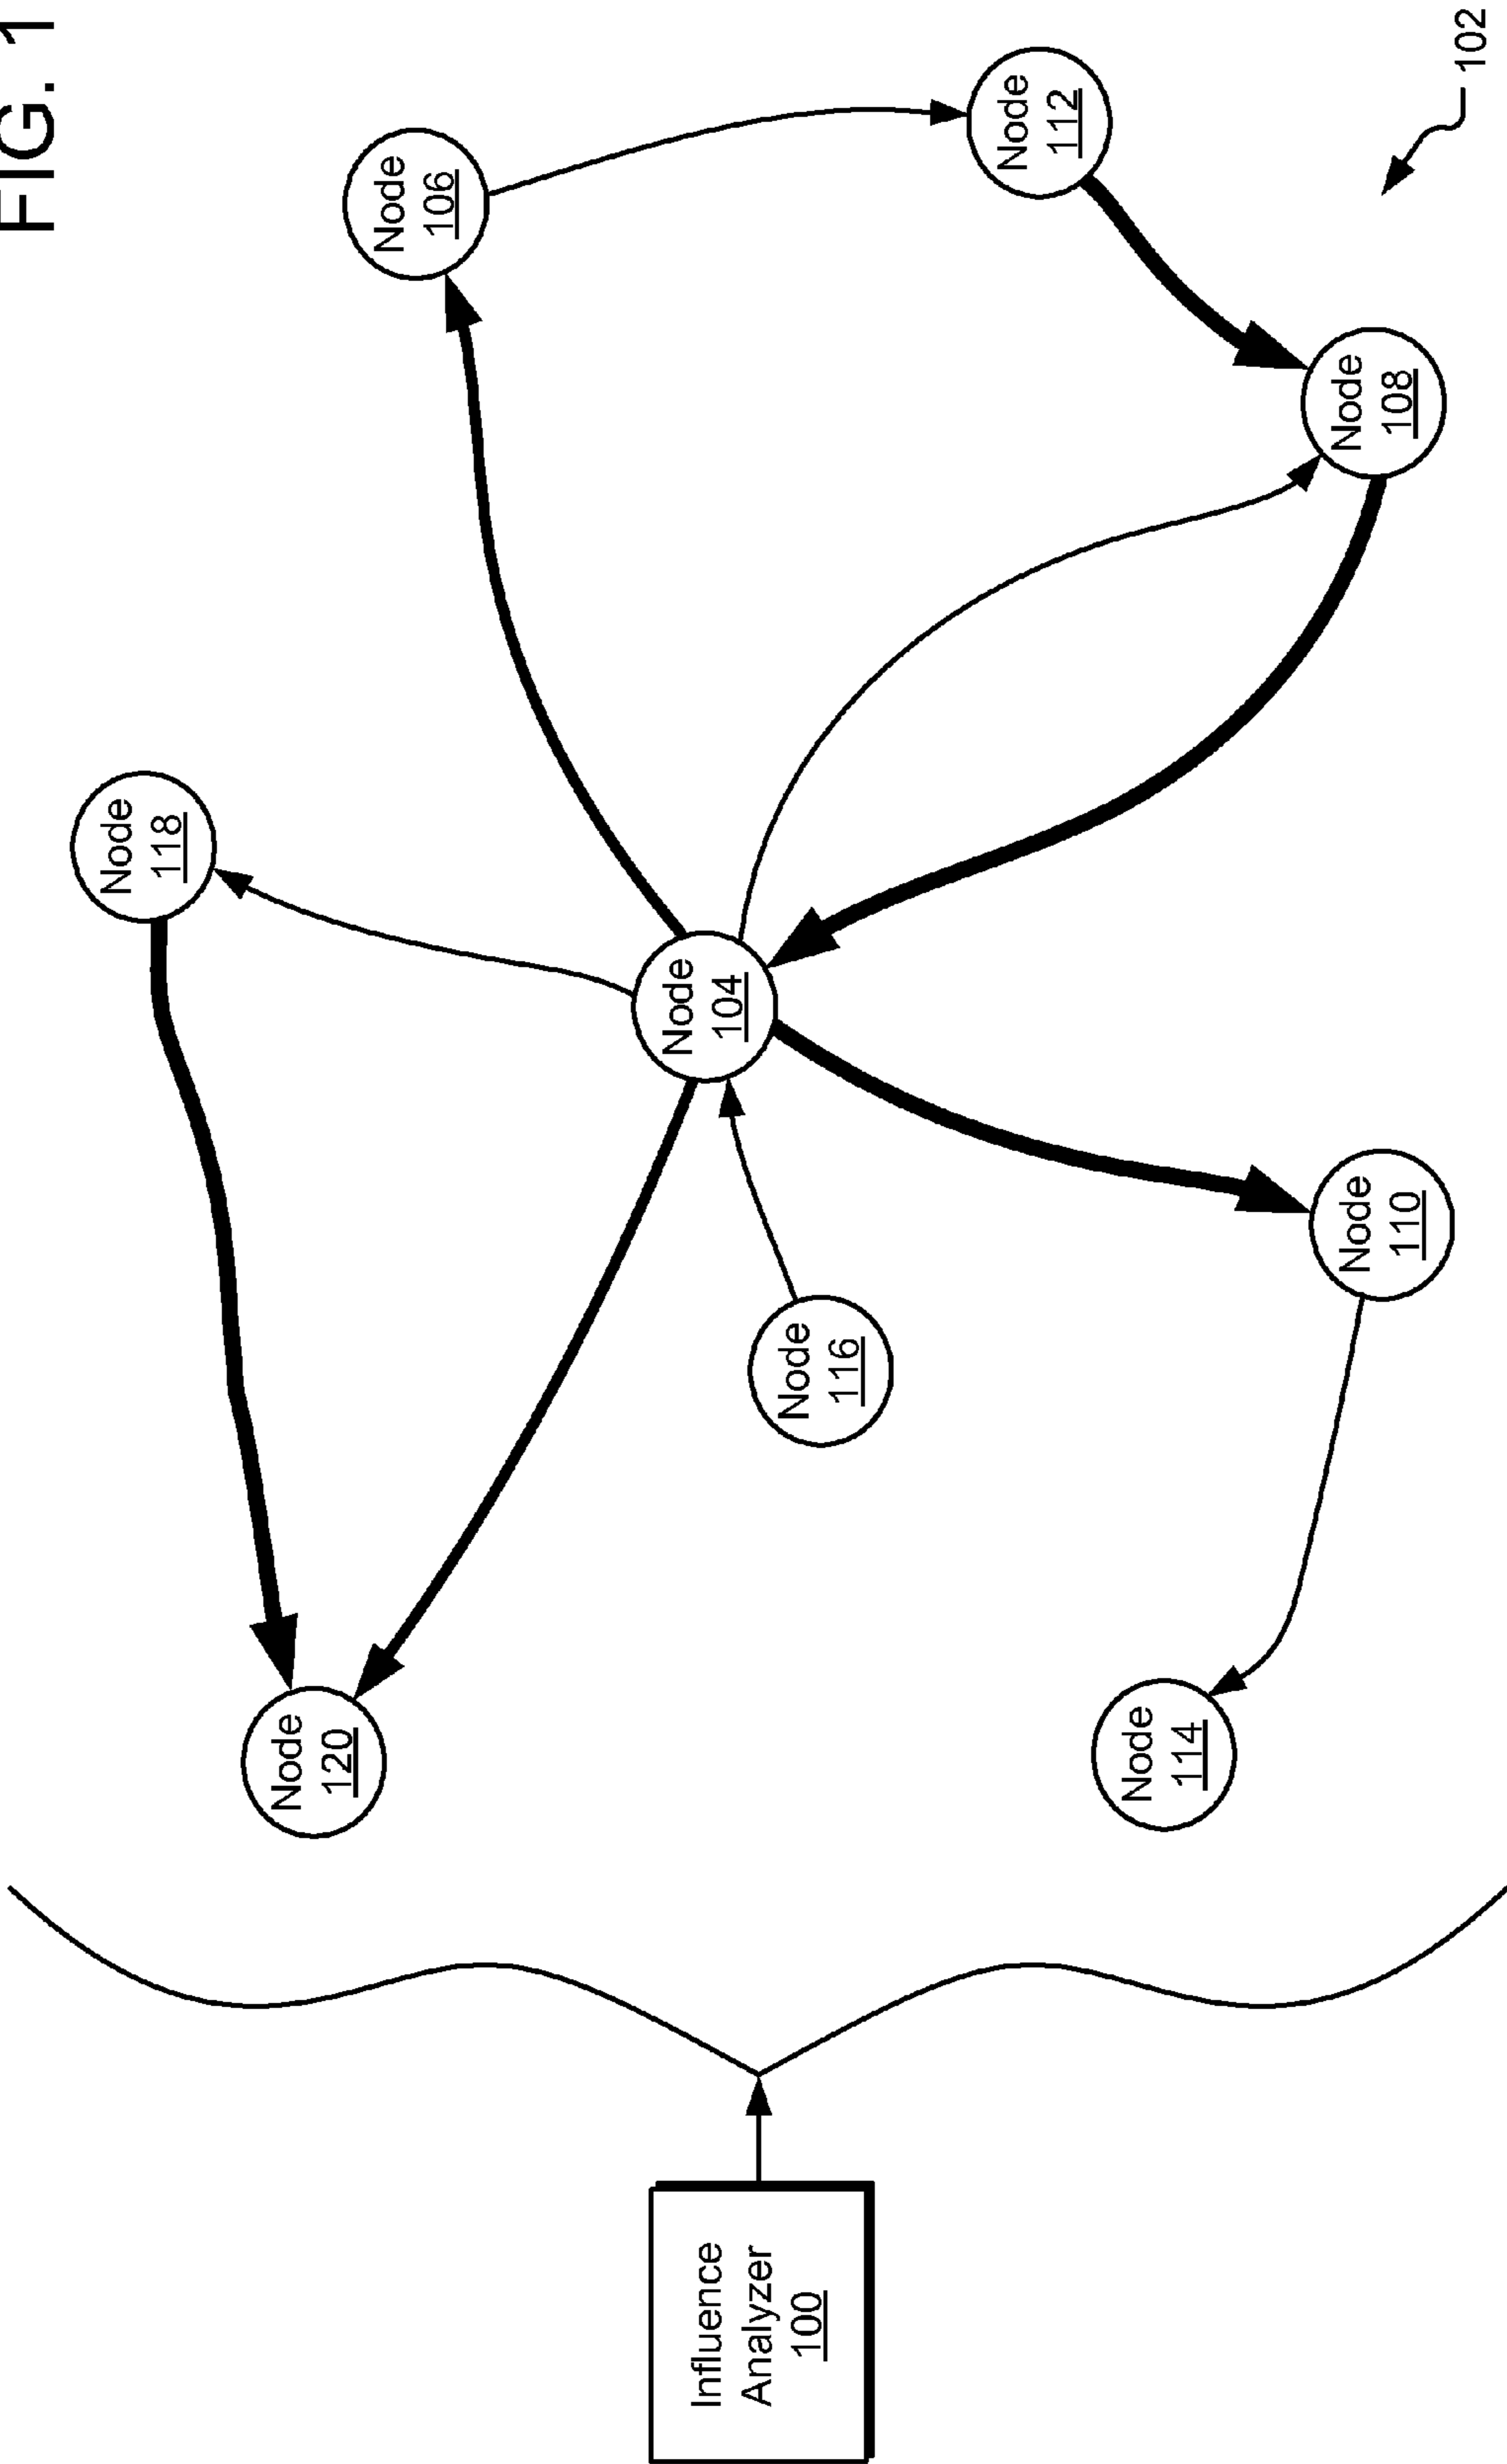 FIG. 1
Node
118
Node
106
Node
120
Node
104
Node
112
Node
116
Influence
Analyzer
100
Node
114
Node
110
Node
108
102